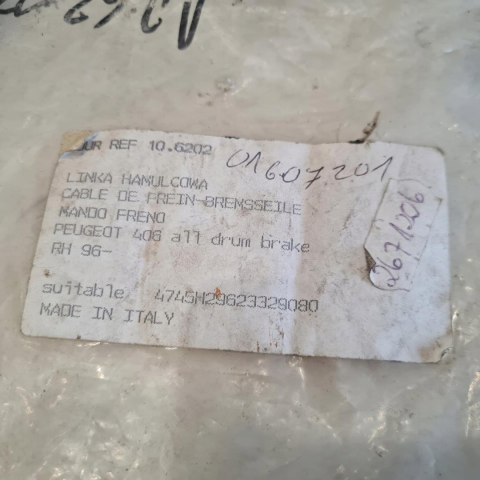 OUR REF 10.6202 01607201
LINKA HAMULCOWA
CABLE DE FREIN-BREMSSEILE
MANDO FRENO
PEUGEOT 406 all drum brake
RH 96-
suitable 4745H29623329080
MADE IN ITALY